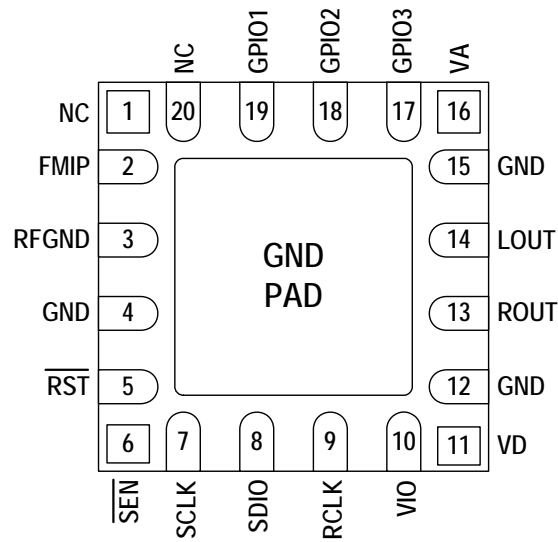 NC
GPIO1
GPIO2
GPIO3
VA
NC
1
20
19
18
17
16
FMIP
2
15
GND
RFGND
3
14
LOUT
GND
PAD
GND
4
13
ROUT
RST
5
12
GND
6
7
8
9
10
11
VD
SEN
SCLK
SDIO
RCLK
VIO